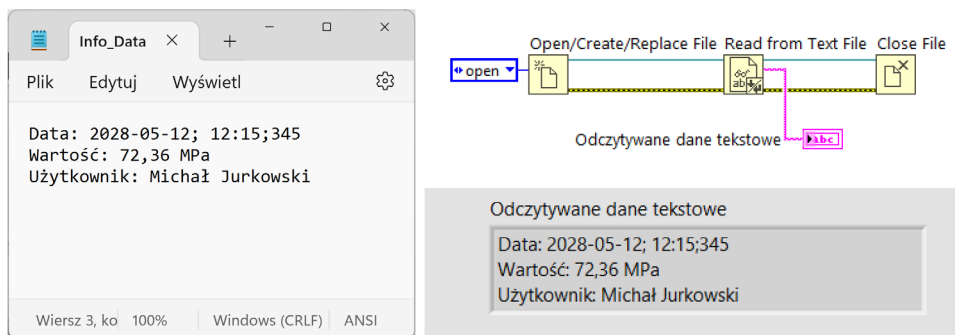 Info_Data
Plik Edytuj Wyświetl
Data: 2028-05-12; 12:15;345
Wartość: 72,36 MPa
Użytkownik: Michał Jurkowski
Wiersz 3, ko 100% Windows (CRLF) ANSI
Open/Create/Replace File Read from Text File Close File
open
ab
Odczytywane dane tekstowe
abc
Odczytywane dane tekstowe
Data: 2028-05-12; 12:15;345
Wartość: 72,36 MPa
Użytkownik: Michał Jurkowski